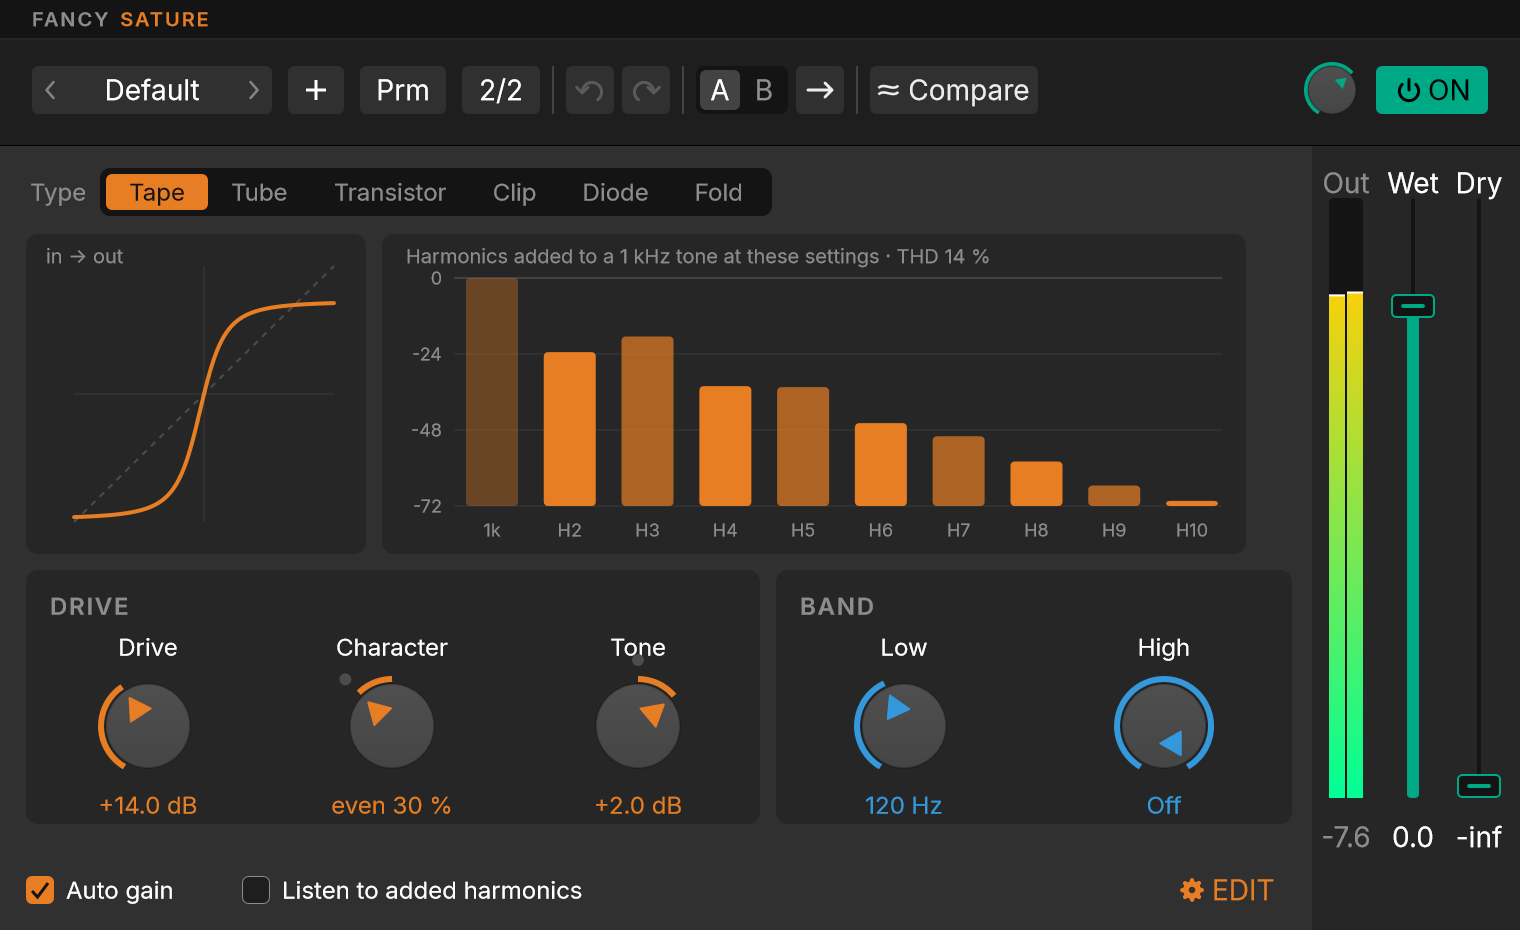 FANCY SATURE
Default
+
Prm
2/2
A B
→
≈ Compare
ON
Type Tape Tube Transistor Clip Diode Fold
Out Wet Dry
in → out
Harmonics added to a 1 kHz tone at these settings · THD 14 %
0
-24
-48
-72
1k H2 H3 H4 H5 H6 H7 H8 H9 H10
DRIVE
Drive Character Tone
+14.0 dB even 30 % +2.0 dB
BAND
Low High
120 Hz Off
-7.6 0.0 -inf
Auto gain
Listen to added harmonics
EDIT